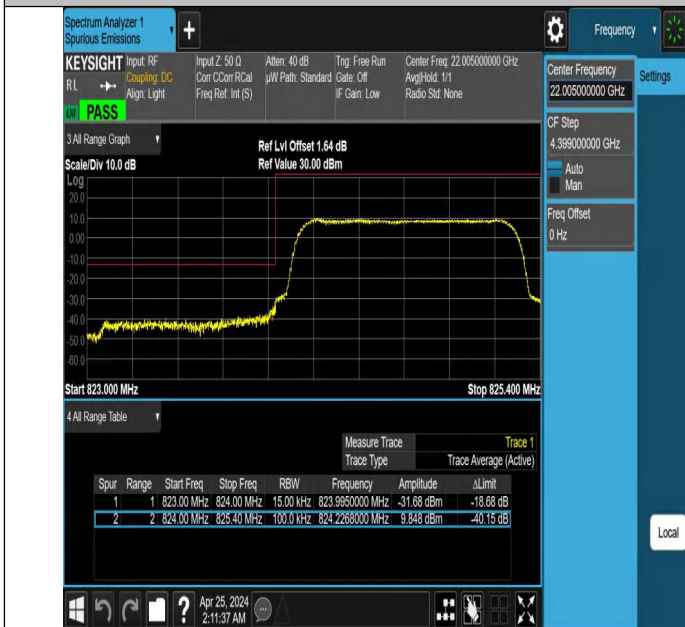 Spectrum Analyzer 1
Spurious Emissions
Frequency
KEYSIGHT Input: RF Input Z: 50 Ω Atten: 40 dB Trig: Free Run Center Freq: 22.005000000 GHz
RL Coupling: DC Corr CCorr RCal µW Path: Standard Gate: Off Avg|Hold: 1/1
Align: Light Freq Ref: Int (S) IF Gain: Low Radio Std: None
PASS
Center Frequency
22.005000000 GHz
Settings
CF Step
4.399000000 GHz
Auto
Man
Freq Offset
0 Hz
3 All Range Graph
Ref Lvl Offset 1.64 dB
Scale/Div 10.0 dB Ref Value 30.00 dBm
Log
20.0
10.0
0.00
-10.0
-20.0
-30.0
-40.0
-50.0
-60.0
Start 823.000 MHz Stop 825.400 MHz
4 All Range Table
Measure Trace Trace 1
Trace Type Trace Average (Active)
Spur Range Start Freq Stop Freq RBW Frequency Amplitude ΔLimit
1 1 823.00 MHz 824.00 MHz 15.00 kHz 823.9950000 MHz -31.68 dBm -18.68 dB
2 2 824.00 MHz 825.40 MHz 100.0 kHz 824.2268000 MHz 9.848 dBm -40.15 dB
Local
Apr 25, 2024
2:11:37 AM